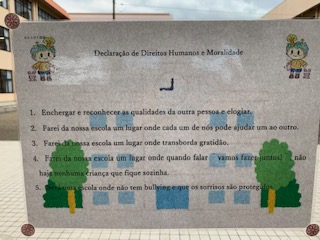 Declaração de Direitos Humanos e Moralidade
1. Enchergar e reconhecer as qualidades da outra pessoa e elogiar.
2. Farei da nossa escola um lugar onde cada um de nós pode ajudar um ao outro.
3. Farei da nossa escola um lugar onde transborda gratidão.
4. Farei da nossa escola um lugar onde quando falar vamos fazer juntos! não
haja nenhuma criança que fique sozinha.
5. escola onde não tem bullying e que os sorrisos são protegidos.